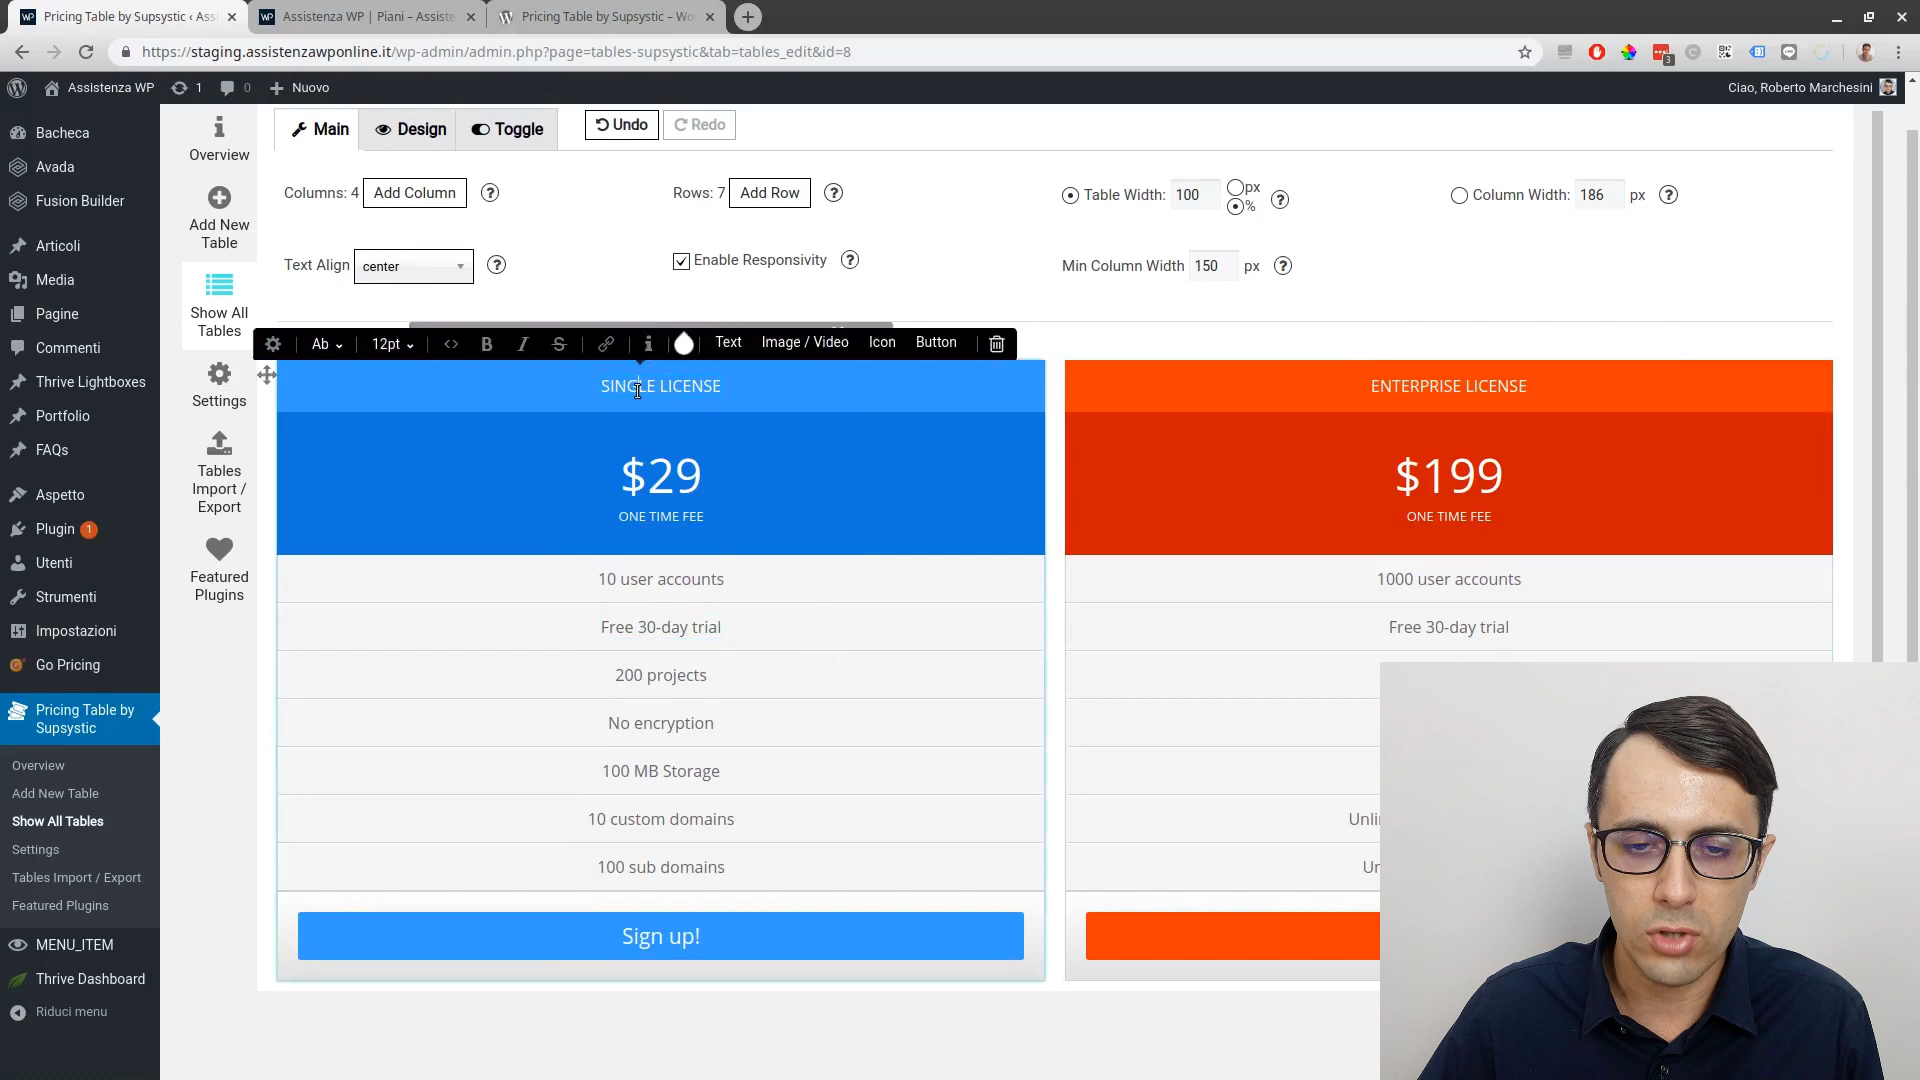 Pricing Table by Supsystic ‹ Assi
Assistenza WP | Piani – Assiste
Pricing Table by Supsystic – Wo
https://staging.assistenzawponline.it/wp-admin/admin.php?page=tables-supsystic&tab=tables_edit&id=8
Assistenza WP
1
0
Nuovo
Ciao, Roberto Marchesini
Bacheca
Avada
Fusion Builder
Articoli
Media
Pagine
Commenti
Thrive Lightboxes
Portfolio
FAQs
Aspetto
Plugin 1
Utenti
Strumenti
Impostazioni
Go Pricing
Pricing Table by
Supsystic
Overview
Add New Table
Show All Tables
Settings
Tables Import / Export
Featured Plugins
MENU_ITEM
Thrive Dashboard
Riduci menu
Overview
Add New
Table
Show All
Tables
Settings
Tables
Import /
Export
Featured
Plugins
Main
Design
Toggle
Undo
Redo
Columns: 4 Add Column ?
Rows: 7 Add Row ?
Table Width: 100 px % ?
Column Width: 186 px ?
Text Align center ?
Enable Responsivity ?
Min Column Width 150 px ?
Ab 12pt <> B I S i Text Image / Video Icon Button
SINGLE LICENSE
$29
ONE TIME FEE
10 user accounts
Free 30-day trial
200 projects
No encryption
100 MB Storage
10 custom domains
100 sub domains
Sign up!
ENTERPRISE LICENSE
$199
ONE TIME FEE
1000 user accounts
Free 30-day trial
Unli
Un